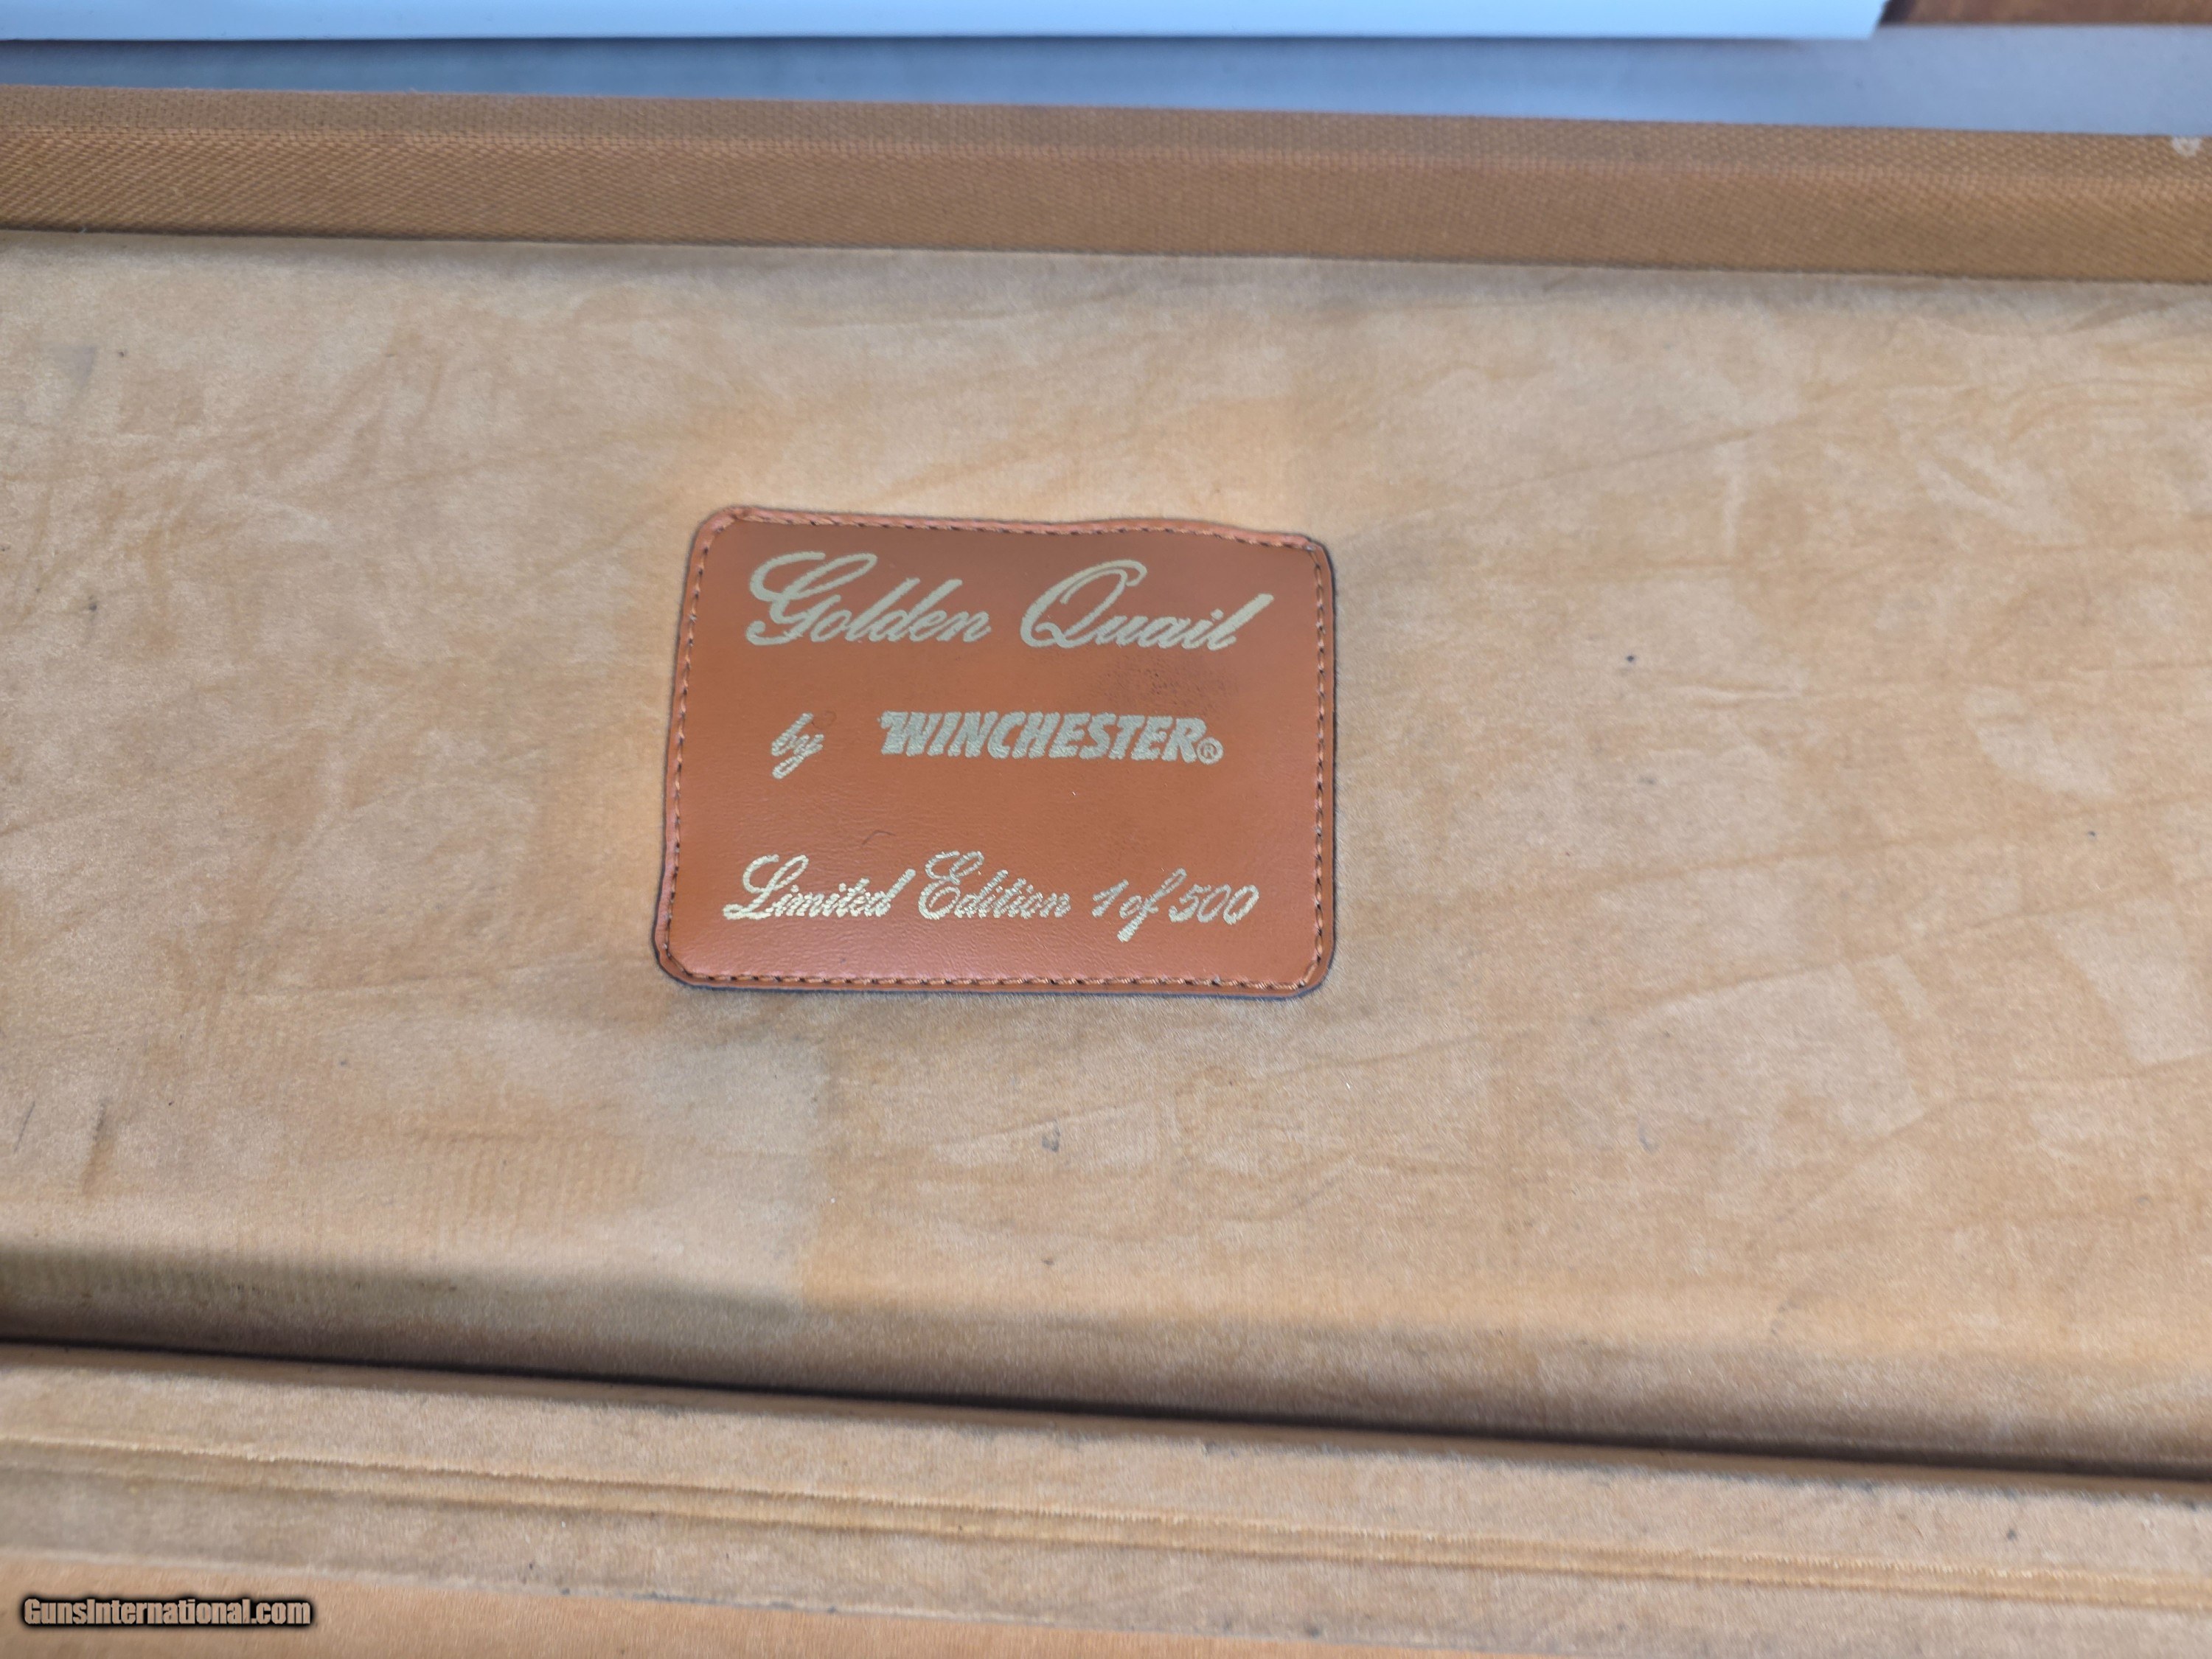 Golden Quail
by WINCHESTER®
Limited Edition 1 of 500
GunsInternational.com